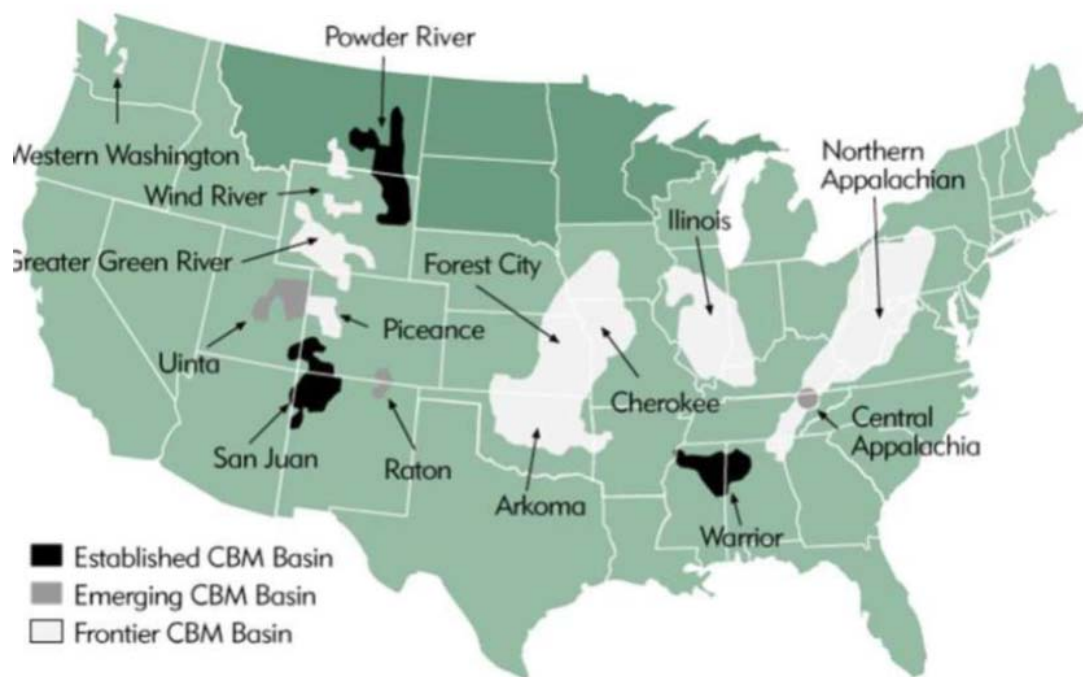 Powder River
Western Washington
Wind River
Northern
Appalachian
Illinois
Greater Green River
Forest City
Piceance
Uinta
Cherokee
Central
Appalachia
San Juan
Raton
Arkoma
Warrior
Established CBM Basin
Emerging CBM Basin
Frontier CBM Basin